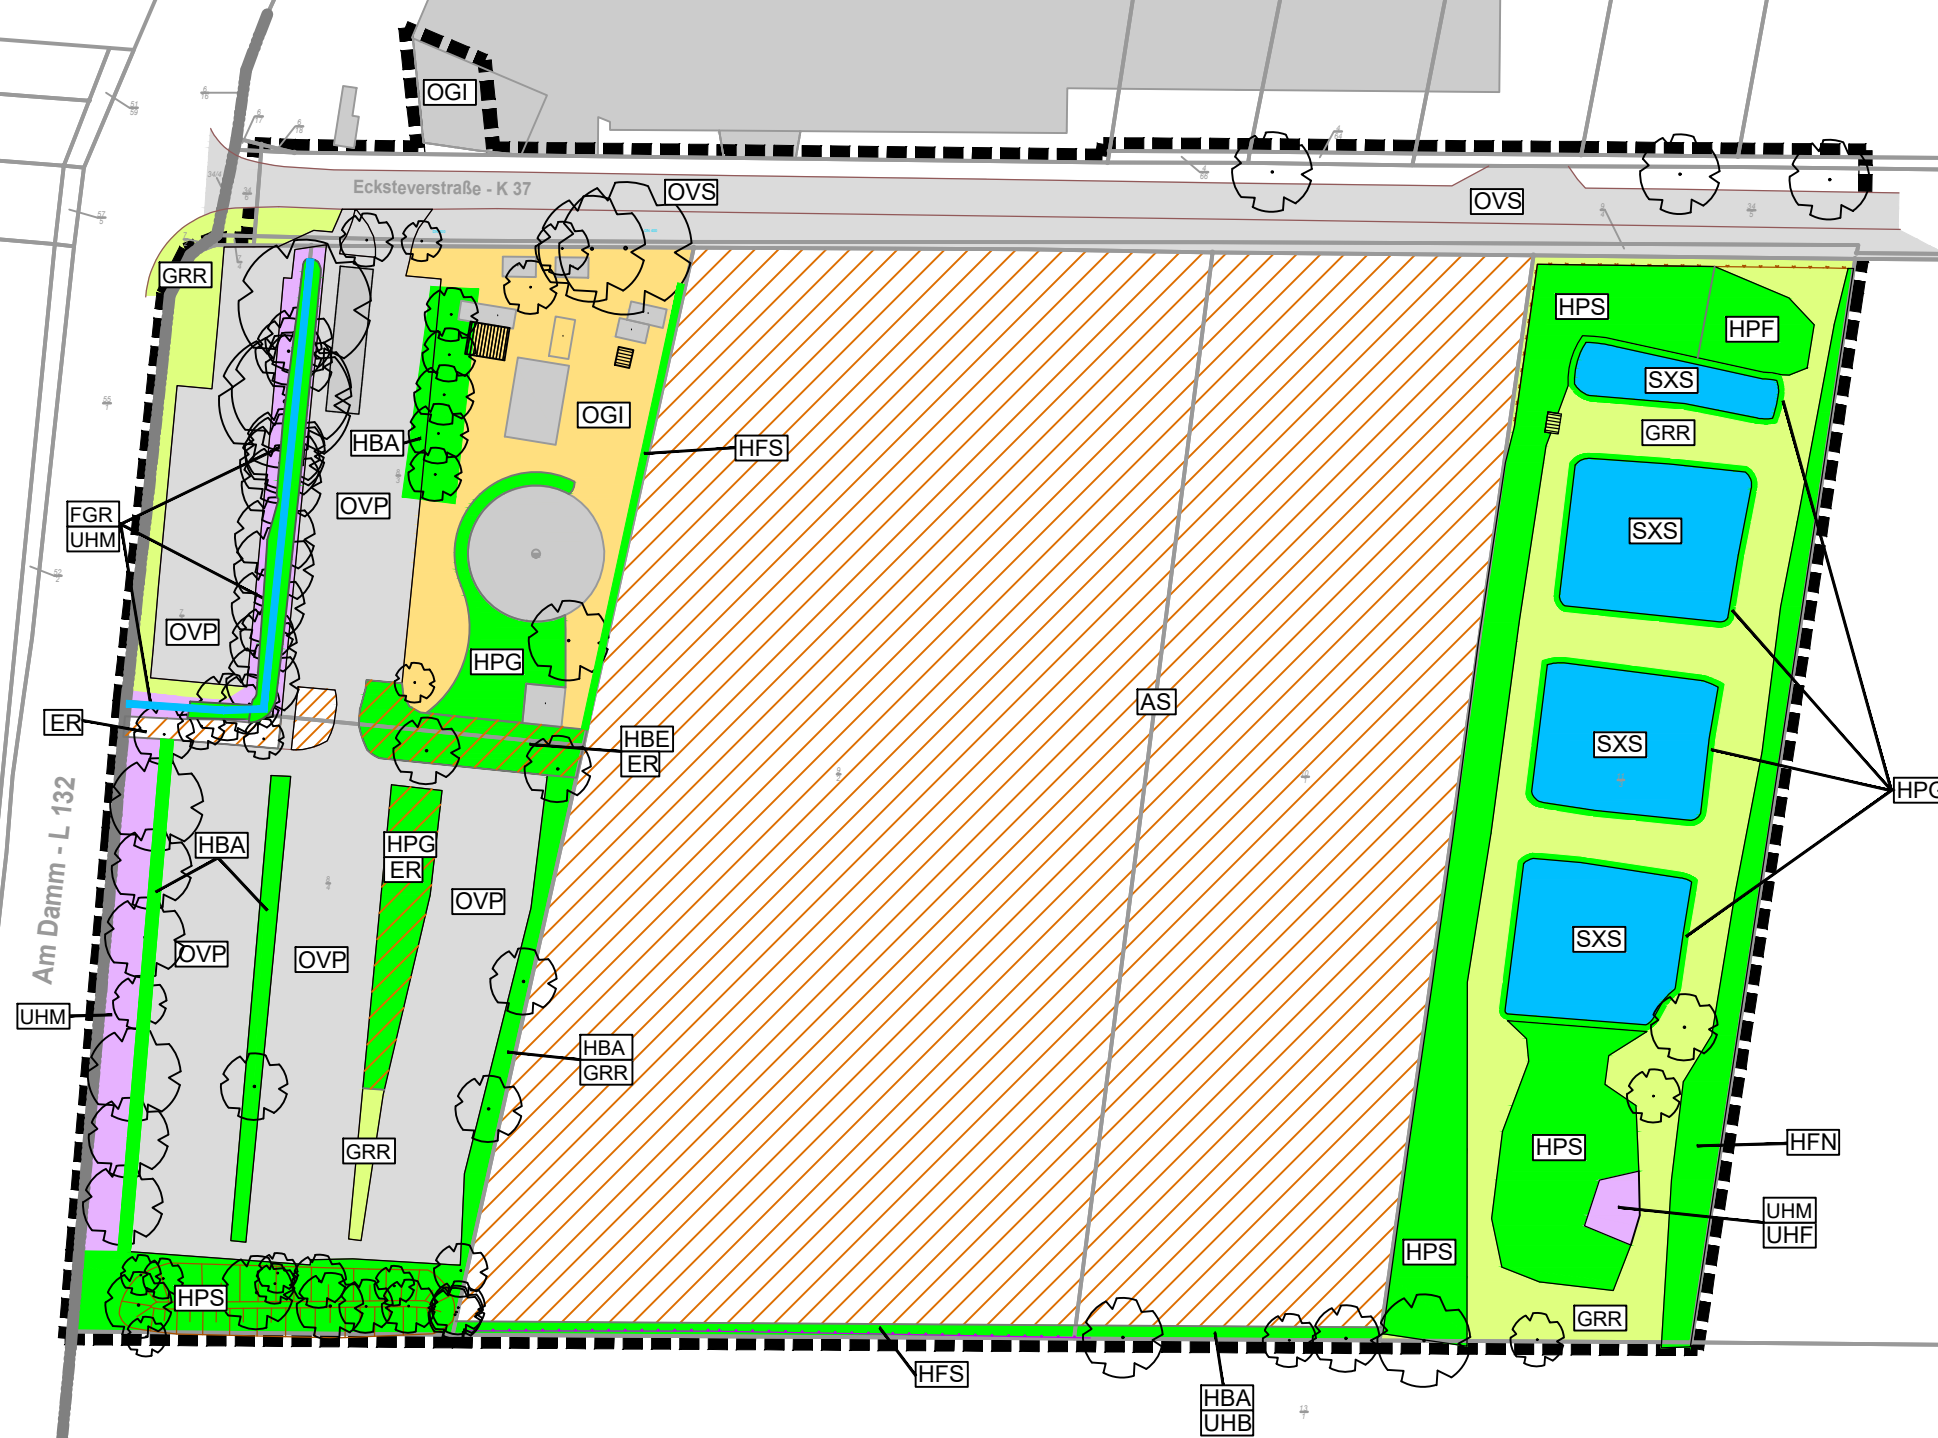 OGI
Ecksteverstraße - K 37
OVS
OVS
GRR
HPS
HPF
SXS
OGI
GRR
HBA
HFS
OVP
FGR
UHM
SXS
OVP
HPG
AS
ER
HBE
ER
SXS
HPG
Am Damm - L 132
HBA
HPG
ER
OVP
OVP
OVP
SXS
UHM
HBA
GRR
GRR
HPS
HFN
UHM
UHF
HPS
HPS
GRR
HFS
HBA
UHB